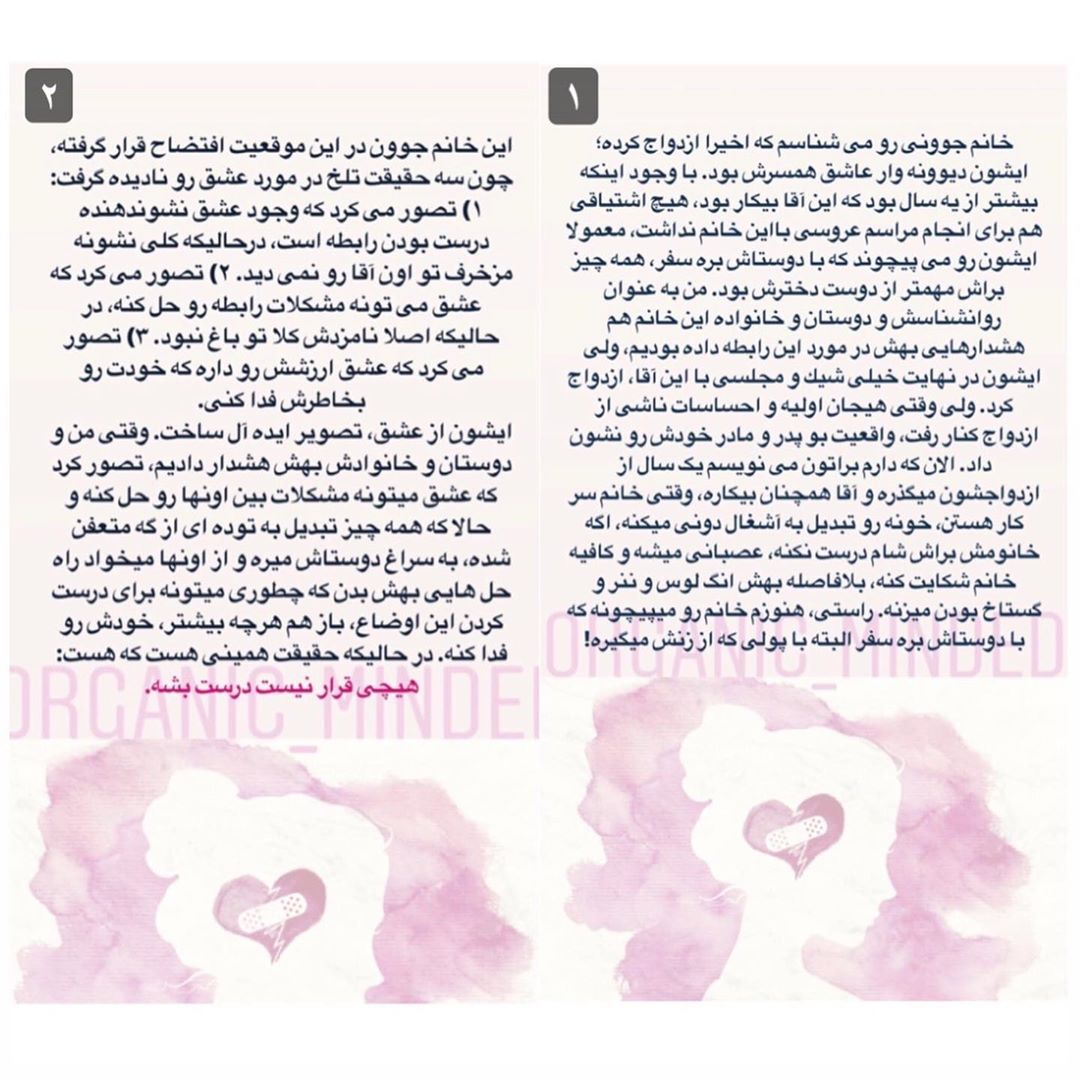 ۱
خانم جوونی رو می شناسم که اخیرا ازدواج کرده؛
ایشون دیوونه وار عاشق همسرش بود. با وجود اینکه
بیشتر از یه سال بود که این آقا بیکار بود، هیچ اشتیاقی
هم برای انجام مراسم عروسی بااین خانم نداشت، معمولا
ایشون رو می پیچوند که با دوستاش بره سفر، همه چیز
براش مهمتر از دوست دخترش بود. من به عنوان
روانشناسش و دوستان و خانواده این خانم هم
هشدارهایی بهش در مورد این رابطه داده بودیم، ولی
ایشون در نهایت خیلی شیک و مجلسی با این آقا، ازدواج
کرد. ولی وقتی هیجان اولیه و احساسات ناشی از
ازدواج کنار رفت، واقعیت بو پدر و مادر خودش رو نشون
داد. الان که دارم براتون می نویسم یک سال از
ازدواجشون میگذره و آقا همچنان بیکاره، وقتی خانم سر
کار هستن، خونه رو تبدیل به آشغال دونی میکنه، اگه
خانومش براش شام درست نکنه، عصبانی میشه و کافیه
خانم شکایت کنه، بلافاصله بهش انگ لوس و ننر و
گستاخ بودن میزنه. راستی، هنوزم خانم رو میپیچونه که
با دوستاش بره سفر البته با پولی که از زنش میگیره!
ORGANIC_MINDED
۲
این خانم جوون در این موقعیت افتضاح قرار گرفته،
چون سه حقیقت تلخ در مورد عشق رو نادیده گرفت:
۱) تصور می کرد که وجود عشق نشوندهنده
درست بودن رابطه است، درحالیکه کلی نشونه
مزخرف تو اون آقا رو نمی دید. ۲) تصور می کرد که
عشق می تونه مشکلات رابطه رو حل کنه، در
حالیکه اصلا نامزدش کلا تو باغ نبود. ۳) تصور
می کرد که عشق ارزشش رو داره که خودت رو
بخاطرش فدا کنی.
ایشون از عشق، تصویر ایده آل ساخت. وقتی من و
دوستان و خانوادش بهش هشدار دادیم، تصور کرد
که عشق میتونه مشکلات بین اونها رو حل کنه و
حالا که همه چیز تبدیل به توده ای از گه متعفن
شده، به سراغ دوستاش میره و از اونها میخواد راه
حل هایی بهش بدن که چطوری میتونه برای درست
کردن این اوضاع، باز هم هرچه بیشتر، خودش رو
فدا کنه. در حالیکه حقیقت همینی هست که هست:
هیچی قرار نیست درست بشه.
ORGANIC_MINDE